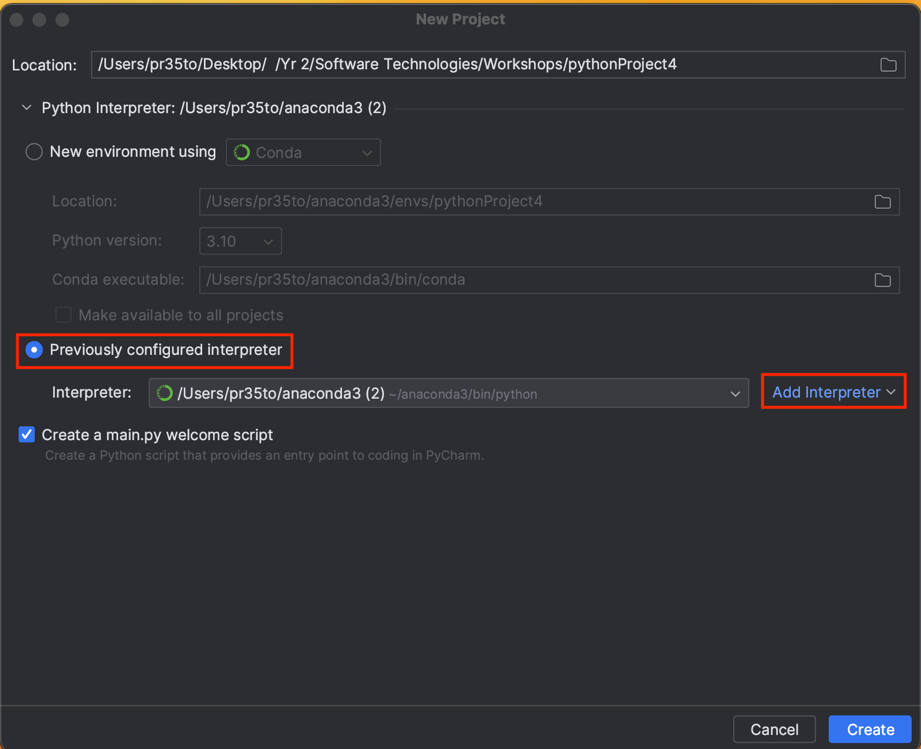 New Project
Location: /Users/pr35to/Desktop/  /Yr 2/Software Technologies/Workshops/pythonProject4
Python Interpreter: /Users/pr35to/anaconda3 (2)
New environment using Conda
Location: /Users/pr35to/anaconda3/envs/pythonProject4
Python version: 3.10
Conda executable: /Users/pr35to/anaconda3/bin/conda
Make available to all projects
Previously configured interpreter
Interpreter: /Users/pr35to/anaconda3 (2) ~/anaconda3/bin/python Add Interpreter
Create a main.py welcome script
Create a Python script that provides an entry point to coding in PyCharm.
Cancel Create